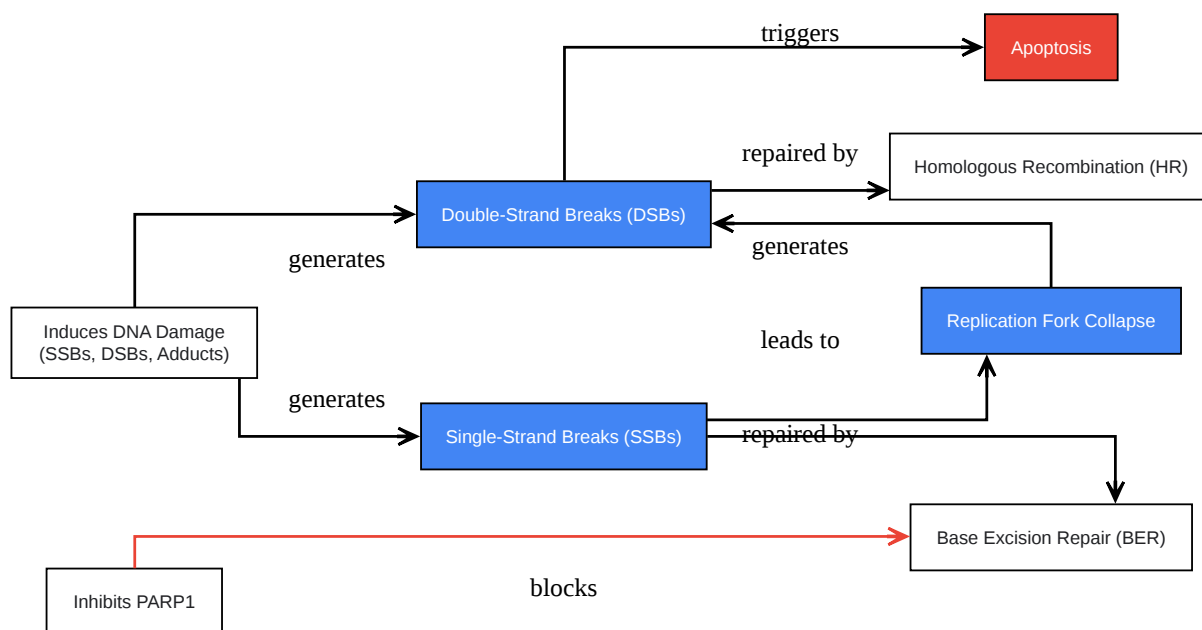 triggers
Apoptosis
repaired by
Homologous Recombination (HR)
Double-Strand Breaks (DSBs)
generates
generates
Replication Fork Collapse
Induces DNA Damage
(SSBs, DSBs, Adducts)
leads to
generates
Single-Strand Breaks (SSBs)
repaired by
Base Excision Repair (BER)
blocks
Inhibits PARP1